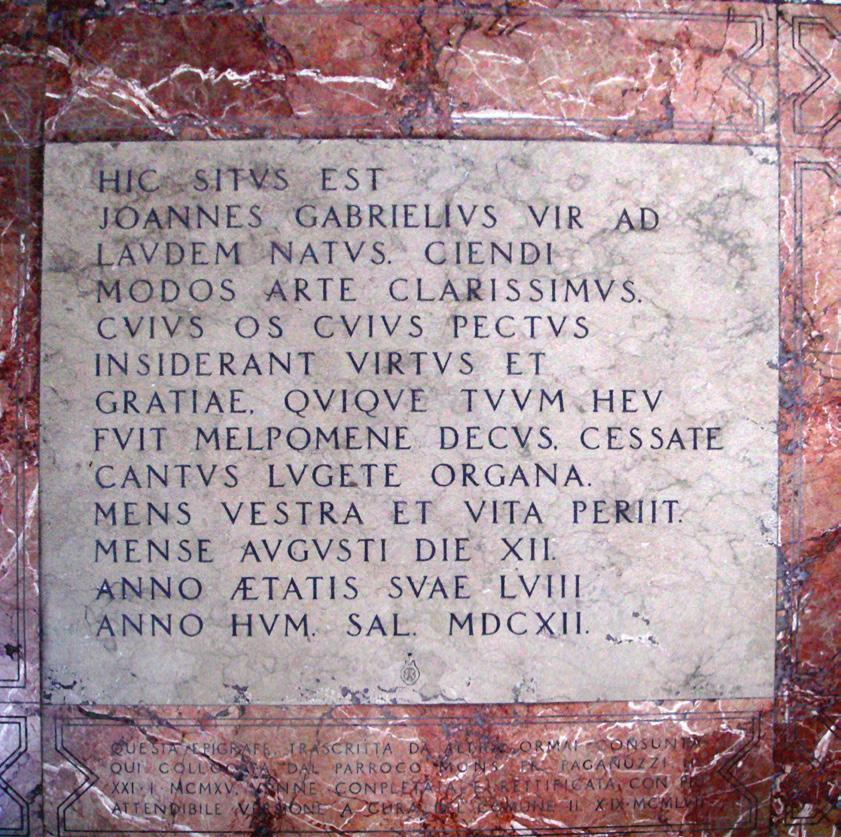 HIC SITVS EST
JOANNES GABRIELIVS VIR AD
LAVDEM NATVS. CIENDI
MODOS ARTE CLARISSIMVS,
CVIVS OS CVIVS PECTVS
INSIDERANT VIRTVS ET
GRATIAE, QVIQVE TVVM HEV
FVIT MELPOMENE DECVS, CESSATE
CANTVS, LVGETE ORGANA,
MENS VESTRA ET VITA PERIIT.
MENSE AVGVSTI DIE XII.
ANNO ÆTATIS SVAE LVIII
ANNO HVM. SAL. MDCXII.
QUESTA EPIGRAFE TRASCRITTA DA ALTRA ORMAI CONSUNTA
QUI COLLOCATA DAL PARROCO MONS. FR. PAGANUZZI IL
XXI · I · MCMXV, VENNE COMPLETATA E RETTIFICATA CON
ATTENDIBILE VERSIONE A CURA DEL COMUNE IL